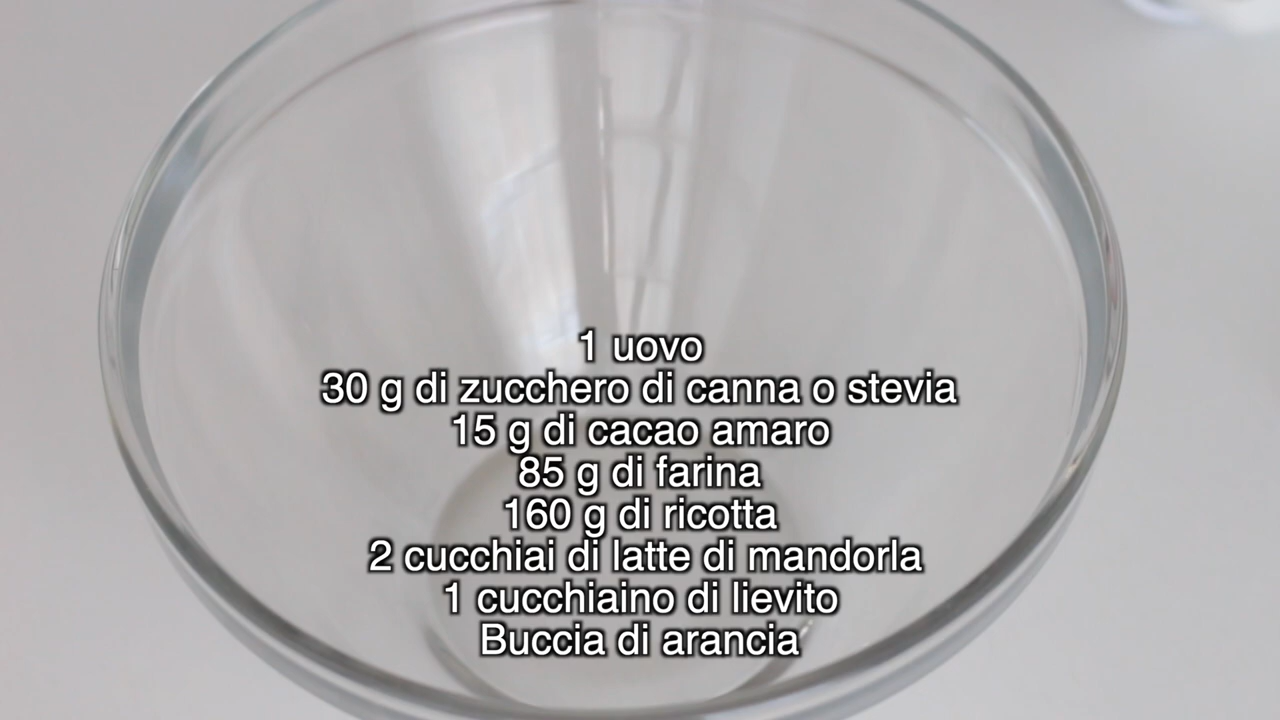 1 uovo
30 g di zucchero di canna o stevia
15 g di cacao amaro
85 g di farina
160 g di ricotta
2 cucchiai di latte di mandorla
1 cucchiaino di lievito
Buccia di arancia